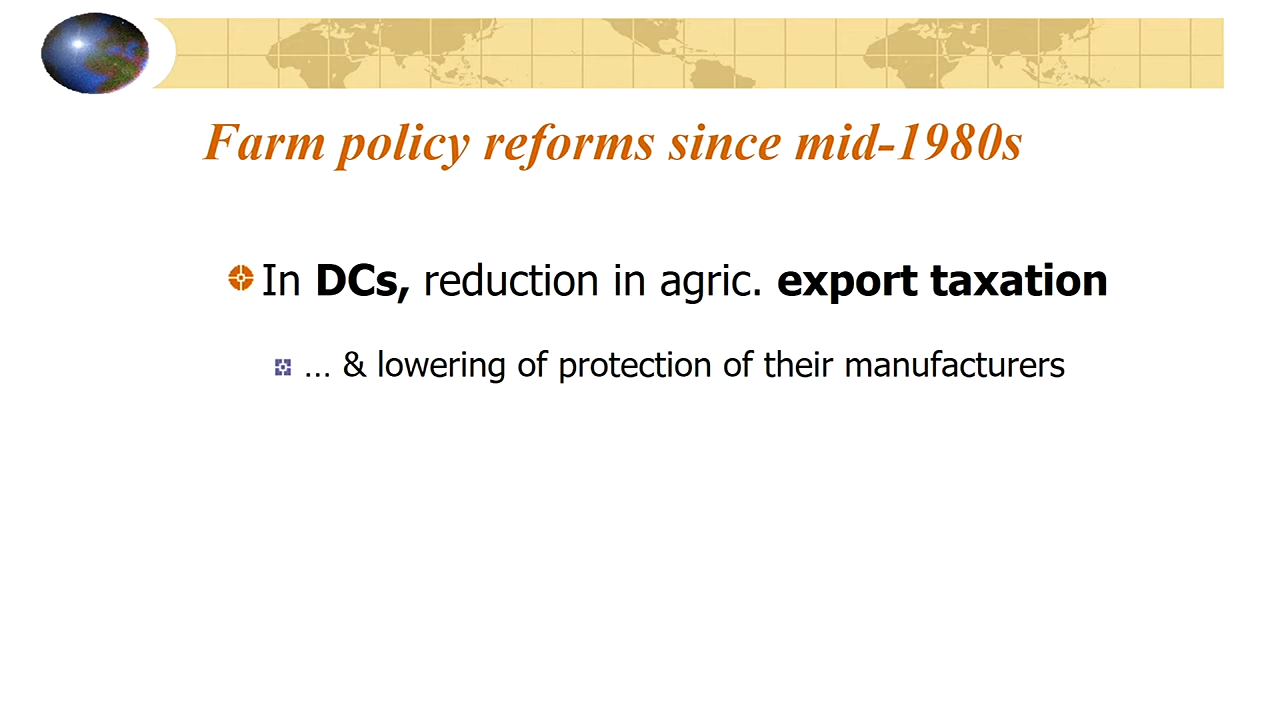 Farm policy reforms since mid-1980s
In DCs, reduction in agric. export taxation
… & lowering of protection of their manufacturers